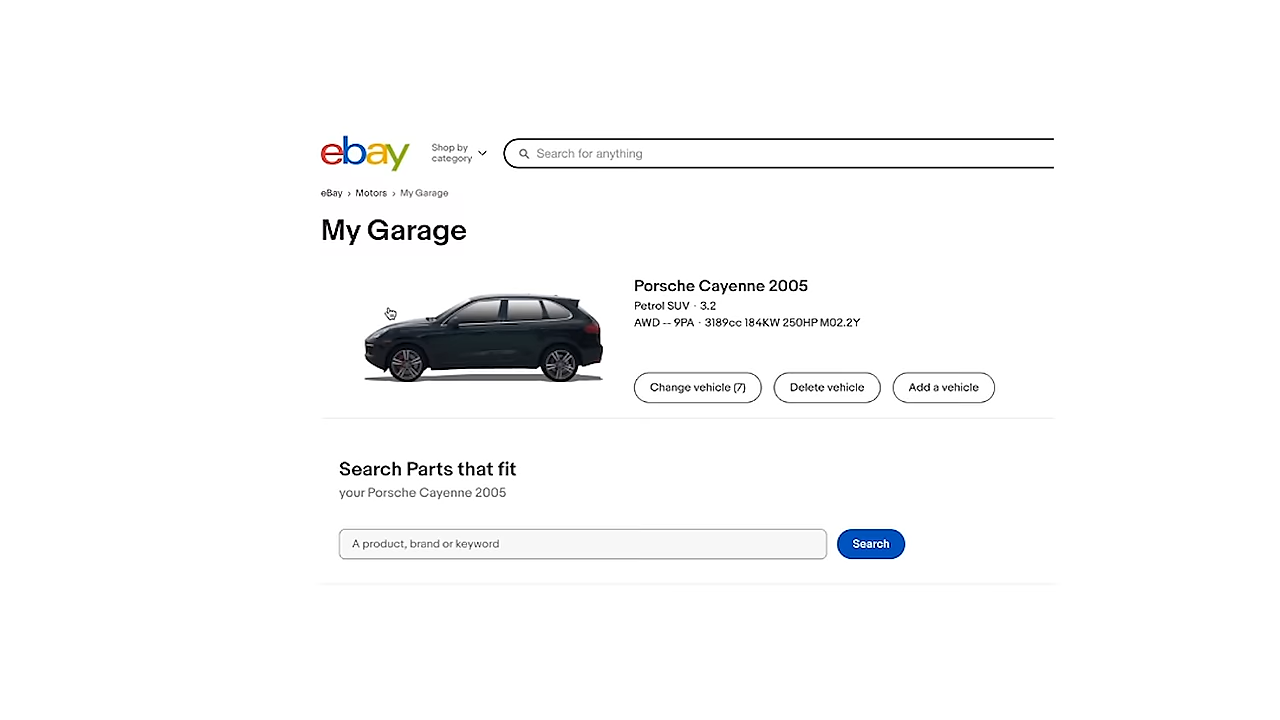 ebay
Shop by
category
Search for anything
eBay › Motors › My Garage
My Garage
Porsche Cayenne 2005
Petrol SUV · 3.2
AWD -- 9PA · 3189cc 184KW 250HP M02.2Y
Change vehicle (7)
Delete vehicle
Add a vehicle
Search Parts that fit
your Porsche Cayenne 2005
A product, brand or keyword
Search